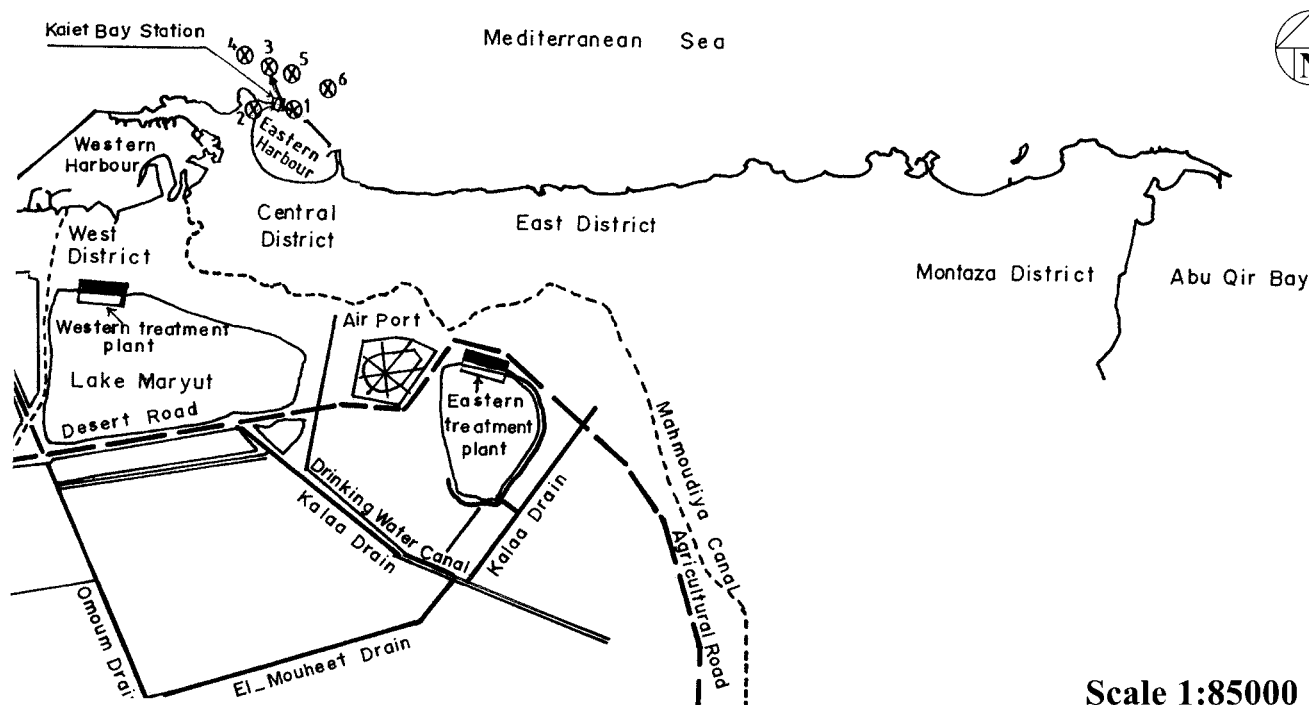 Kaiet Bay Station
Mediterranean Sea
N
4
3
5
6
2
1
Eastern
Harbour
Western
Harbour
Central
District
East District
West
District
Montaza District
Abu Qir Bay
Western treatment
plant
Air Port
Lake Maryut
Desert Road
Eastern
treatment
plant
Mahmoudiya Canal
Drinking Water Canal
Kalaa Drain
Kalaa Drain
Agricultural Road
Omoum Drain
El_Mouheet Drain
Scale 1:85000